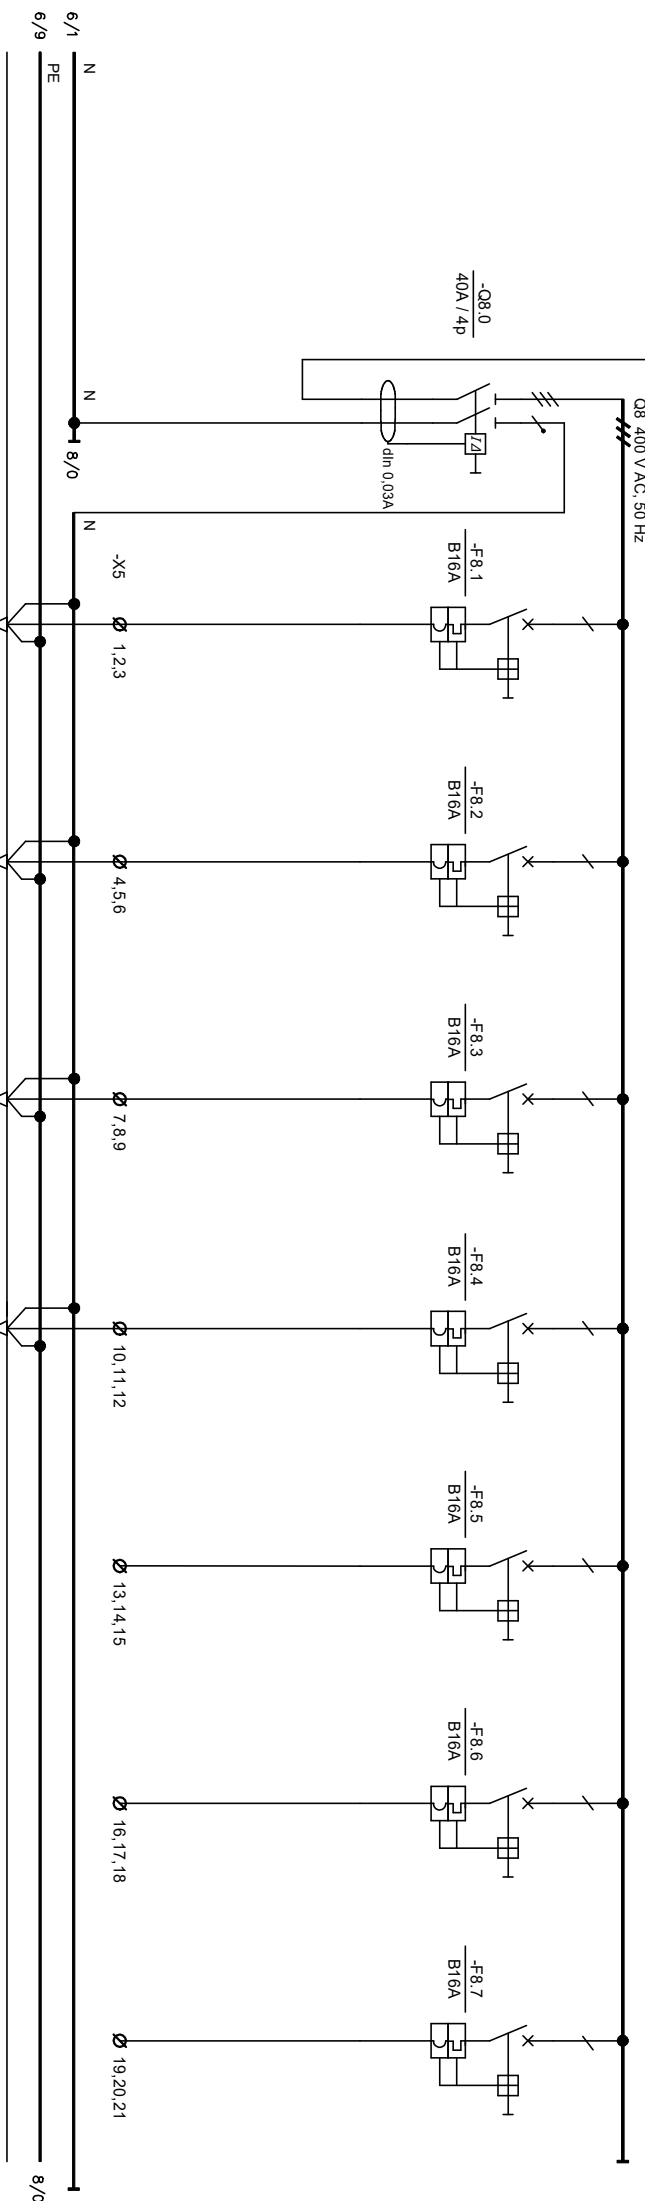 Q8 400 V AC, 50 Hz
-Q8.0
40A / 4p
IΔ
dIn 0,03A
-F8.1
B16A
-F8.2
B16A
-F8.3
B16A
-F8.4
B16A
-F8.5
B16A
-F8.6
B16A
-F8.7
B16A
-X5
1,2,3
4,5,6
7,8,9
10,11,12
13,14,15
16,17,18
19,20,21
6/1
N
N
8/0
N
6/9
PE